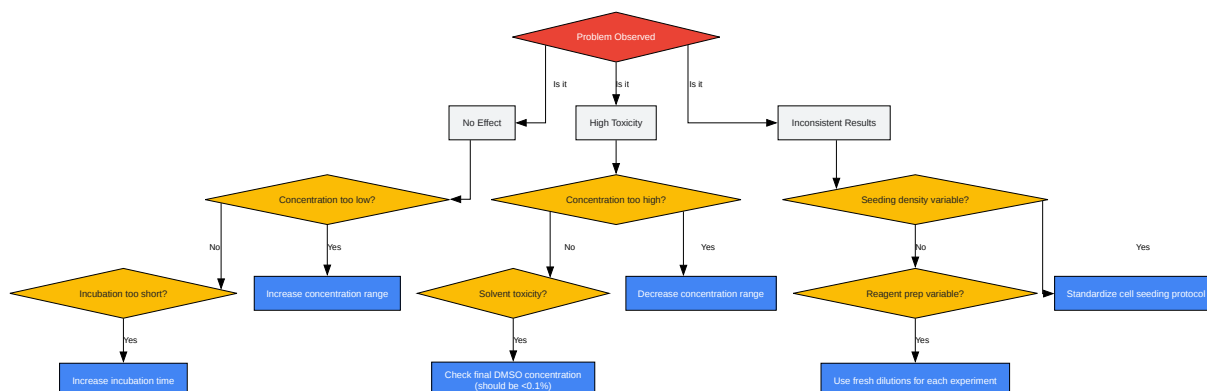 Problem Observed
Is it
Is it
Is it
No Effect
High Toxicity
Inconsistent Results
Concentration too low?
Concentration too high?
Seeding density variable?
No
Yes
No
Yes
No
Yes
Incubation too short?
Increase concentration range
Solvent toxicity?
Decrease concentration range
Reagent prep variable?
Standardize cell seeding protocol
Yes
Yes
Yes
Increase incubation time
Check final DMSO concentration
(should be <0.1%)
Use fresh dilutions for each experiment